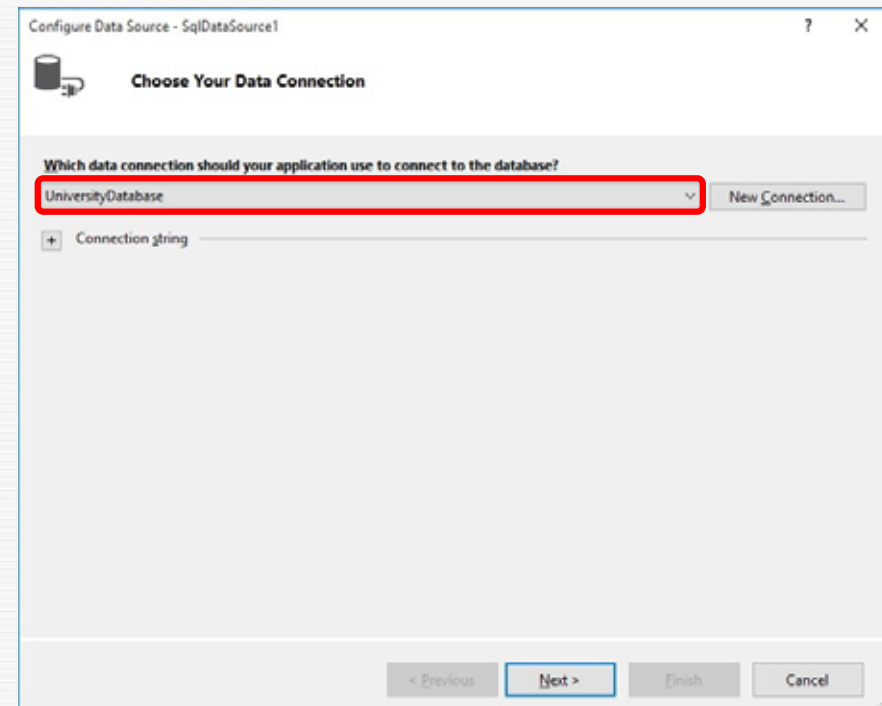 Configure Data Source - SqlDataSource1 ? ×
Choose Your Data Connection
Which data connection should your application use to connect to the database?
UniversityDatabase
New Connection...
+ Connection string
< Previous
Next >
Finish
Cancel